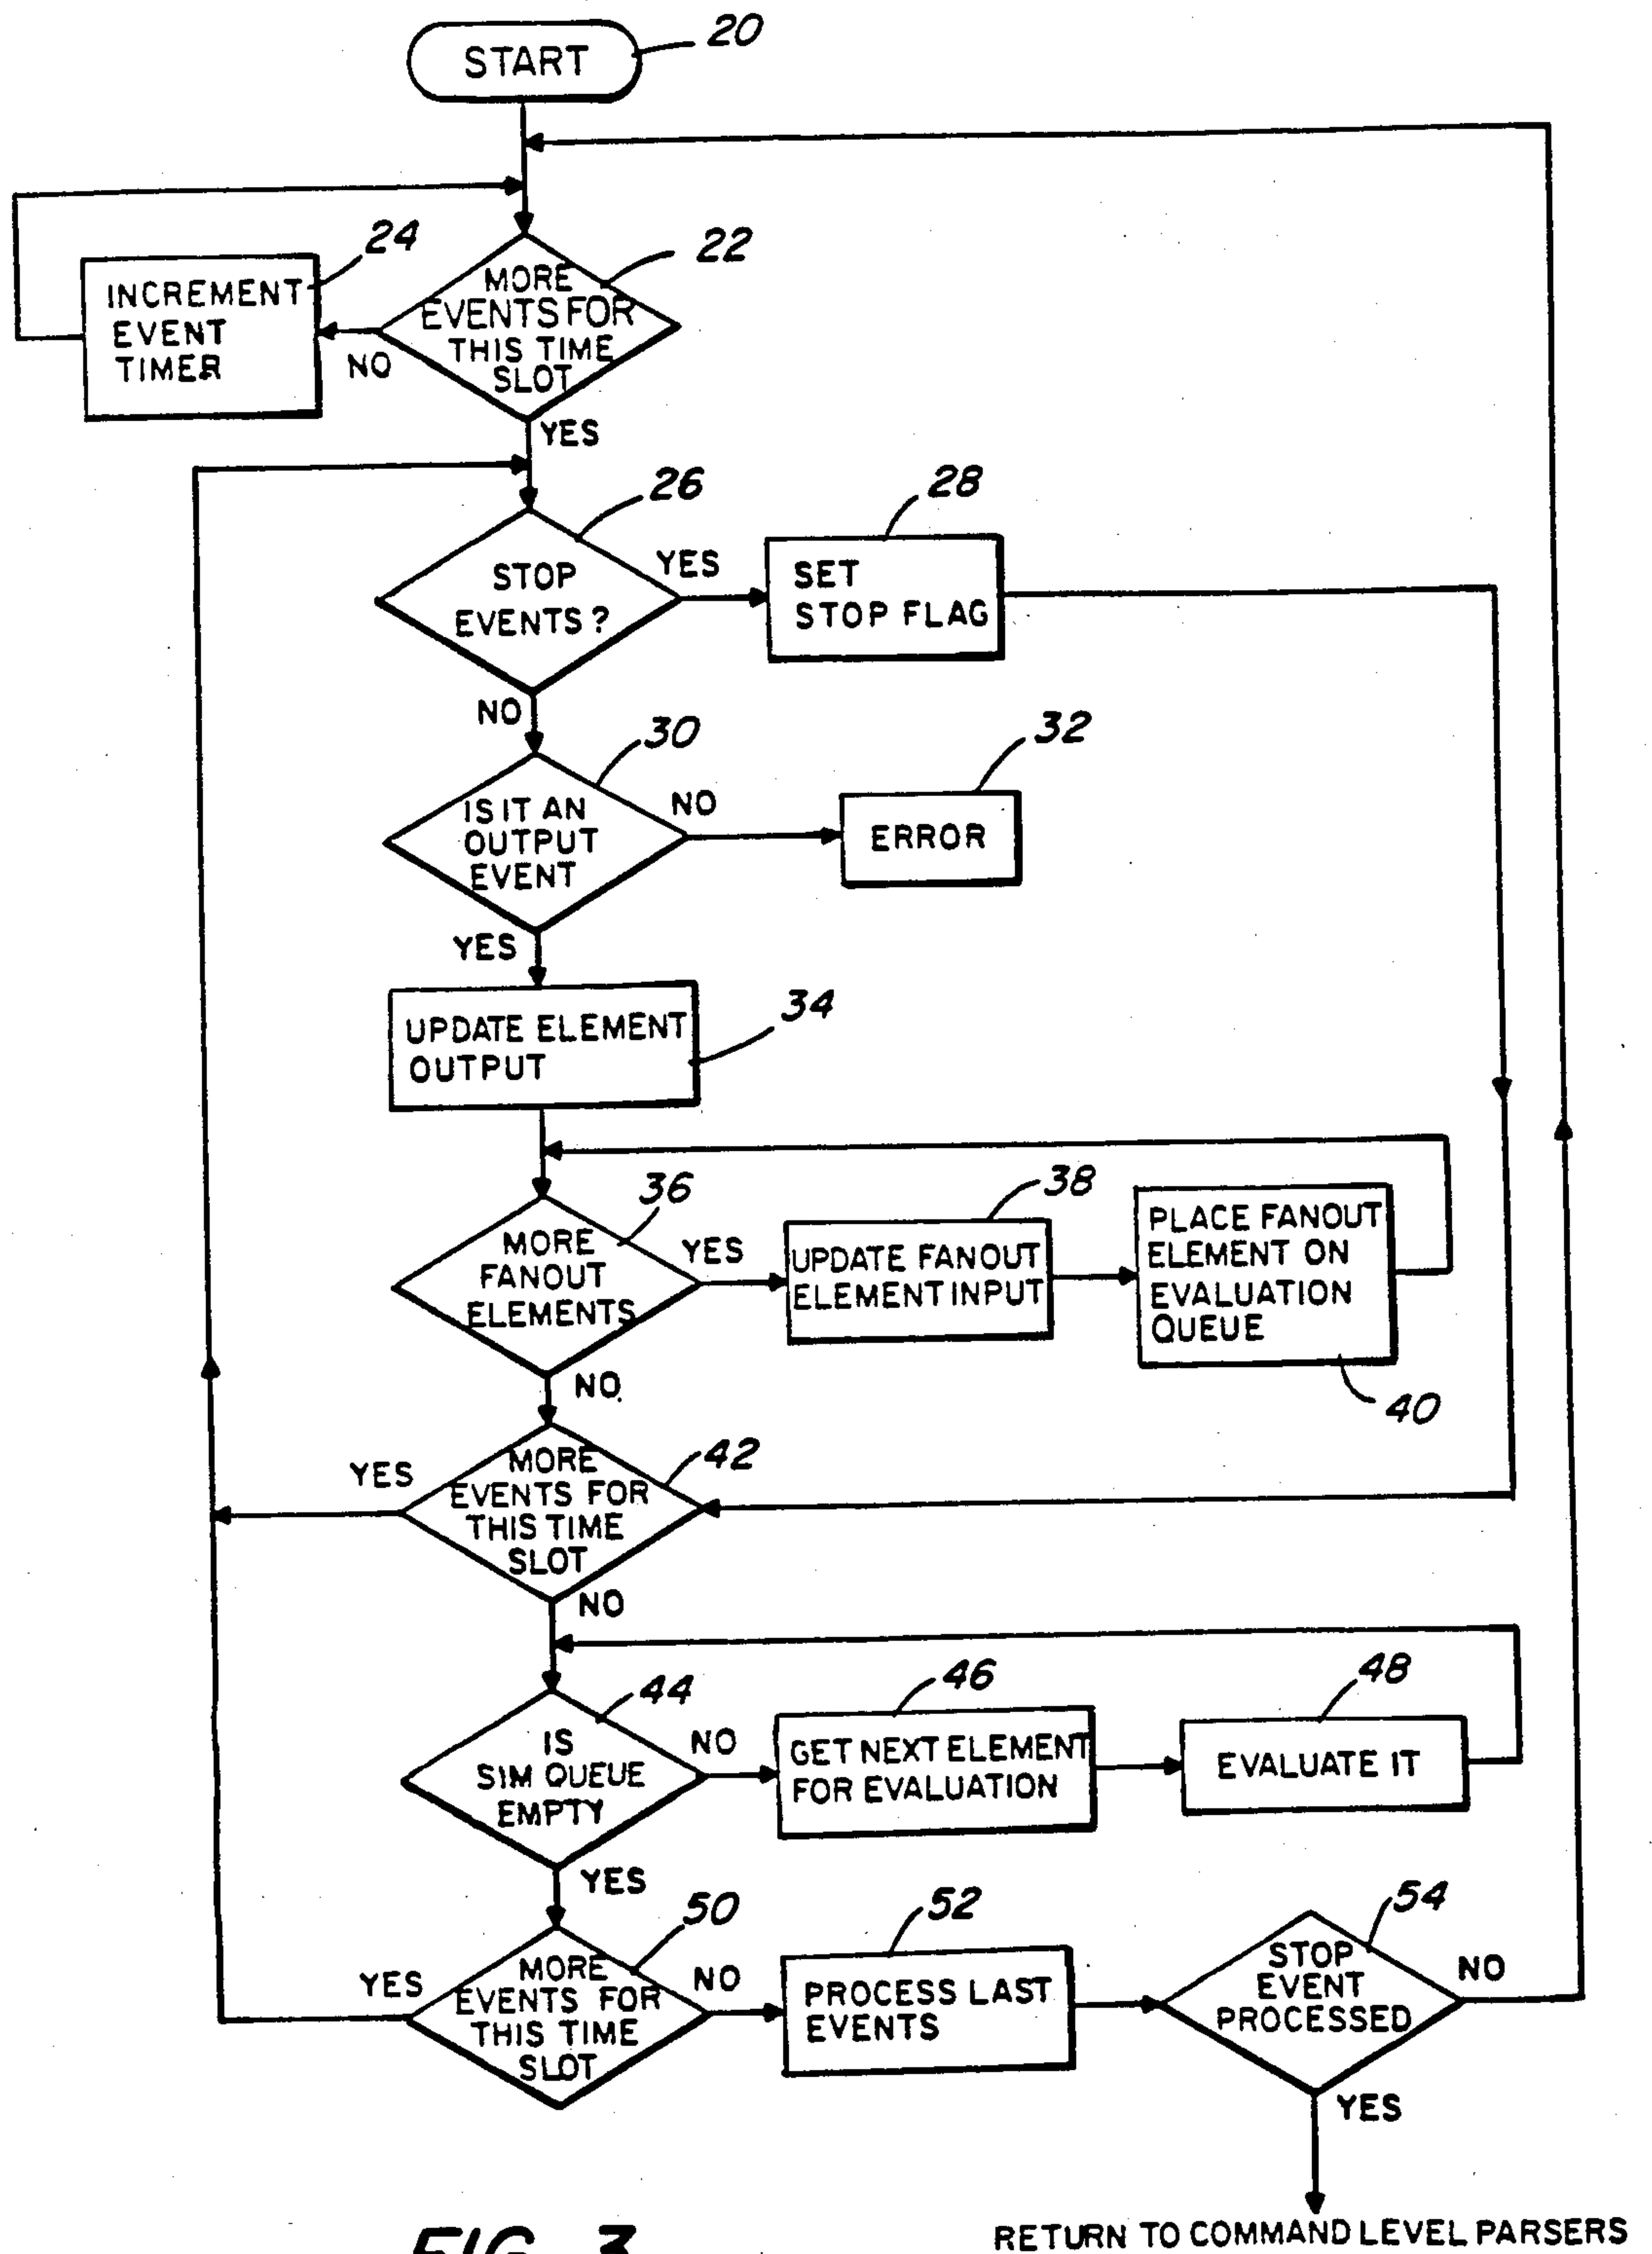 START
20
24
22
INCREMENT
EVENT
TIMER
NO
MORE
EVENTS FOR
THIS TIME
SLOT
YES
26
28
STOP
EVENTS?
YES
SET
STOP FLAG
NO
30
32
IS IT AN
OUTPUT
EVENT
NO
ERROR
YES
UPDATE ELEMENT
OUTPUT
34
36
38
MORE
FANOUT
ELEMENTS
YES
UPDATE FANOUT
ELEMENT INPUT
PLACE FANOUT
ELEMENT ON
EVALUATION
QUEUE
NO
40
YES
MORE
EVENTS FOR
THIS TIME
SLOT
42
NO
44
46
48
IS
SIM QUEUE
EMPTY
NO
GET NEXT ELEMENT
FOR EVALUATION
EVALUATE IT
YES
50
52
54
YES
MORE
EVENTS FOR
THIS TIME
SLOT
NO
PROCESS LAST
EVENTS
STOP
EVENT
PROCESSED
NO
YES
RETURN TO COMMAND LEVEL PARSERS
FIG. 3